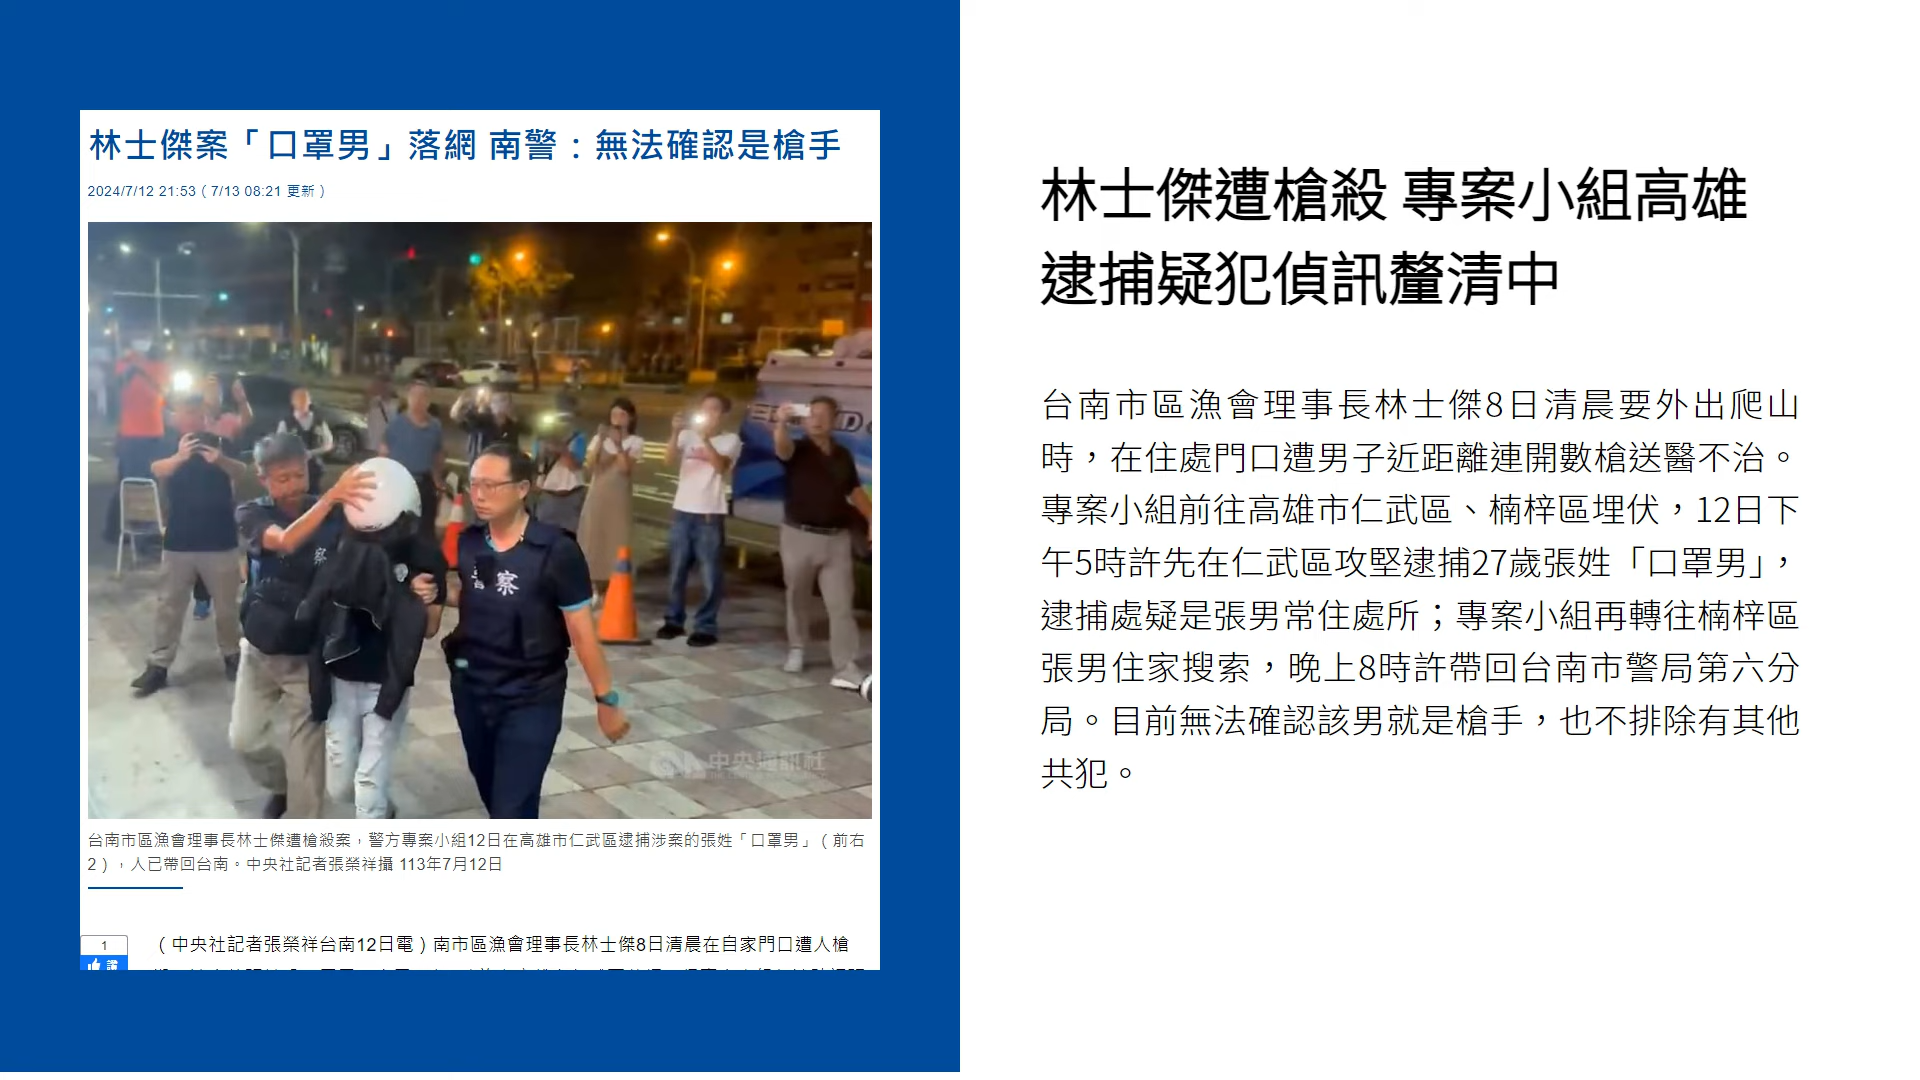 林士傑案「口罩男」落網 南警：無法確認是槍手
2024/7/12 21:53（7/13 08:21 更新）
察
警察
中央通訊社
台南市區漁會理事長林士傑遭槍殺案，警方專案小組12日在高雄市仁武區逮捕涉案的張姓「口罩男」（前右
2），人已帶回台南。中央社記者張榮祥攝 113年7月12日
1
讚
（中央社記者張榮祥台南12日電）南市區漁會理事長林士傑8日清晨在自家門口遭人槍
林士傑遭槍殺 專案小組高雄
逮捕疑犯偵訊釐清中
台南市區漁會理事長林士傑8日清晨要外出爬山
時，在住處門口遭男子近距離連開數槍送醫不治。
專案小組前往高雄市仁武區、楠梓區埋伏，12日下
午5時許先在仁武區攻堅逮捕27歲張姓「口罩男」，
逮捕處疑是張男常住處所；專案小組再轉往楠梓區
張男住家搜索，晚上8時許帶回台南市警局第六分
局。目前無法確認該男就是槍手，也不排除有其他
共犯。